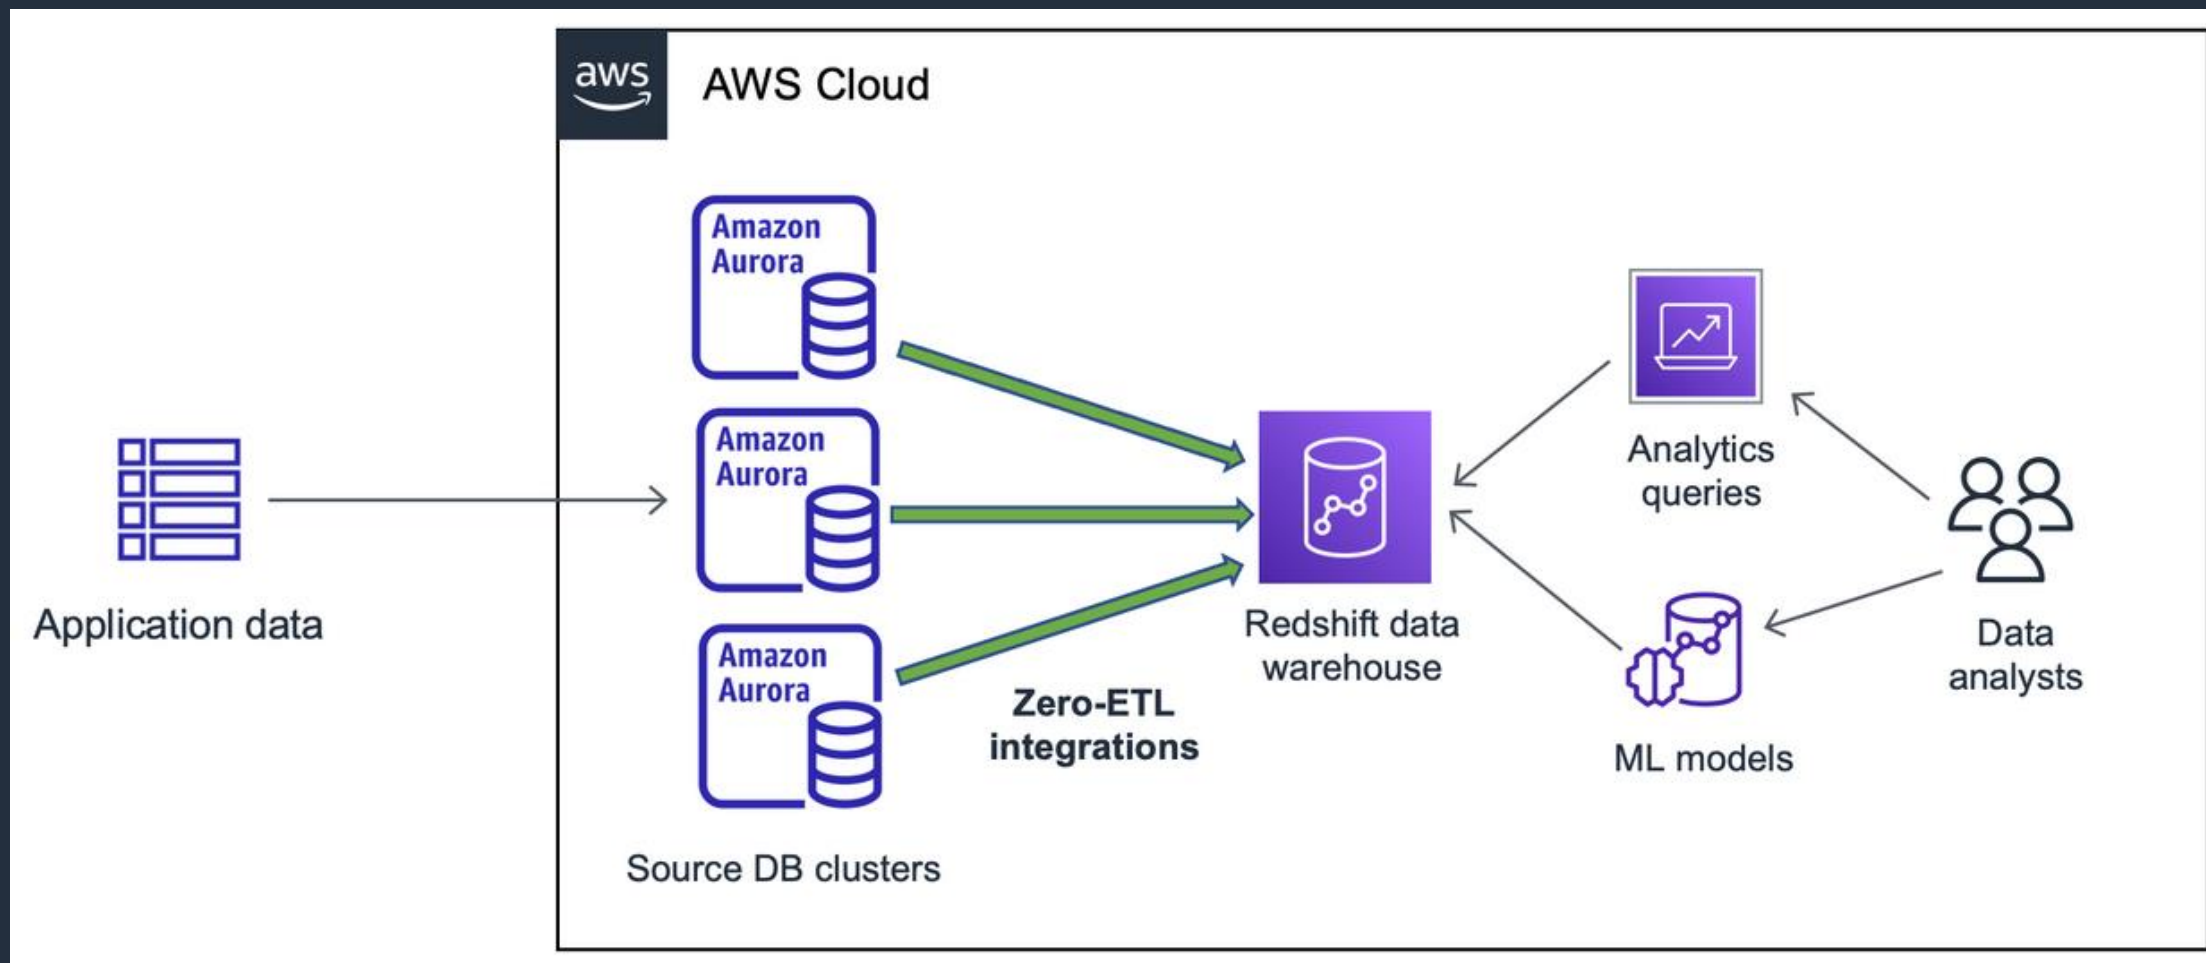 aws
AWS Cloud
Amazon
Aurora
Amazon
Aurora
Amazon
Aurora
Source DB clusters
Application data
Zero-ETL
integrations
Redshift data
warehouse
Analytics
queries
ML models
Data
analysts